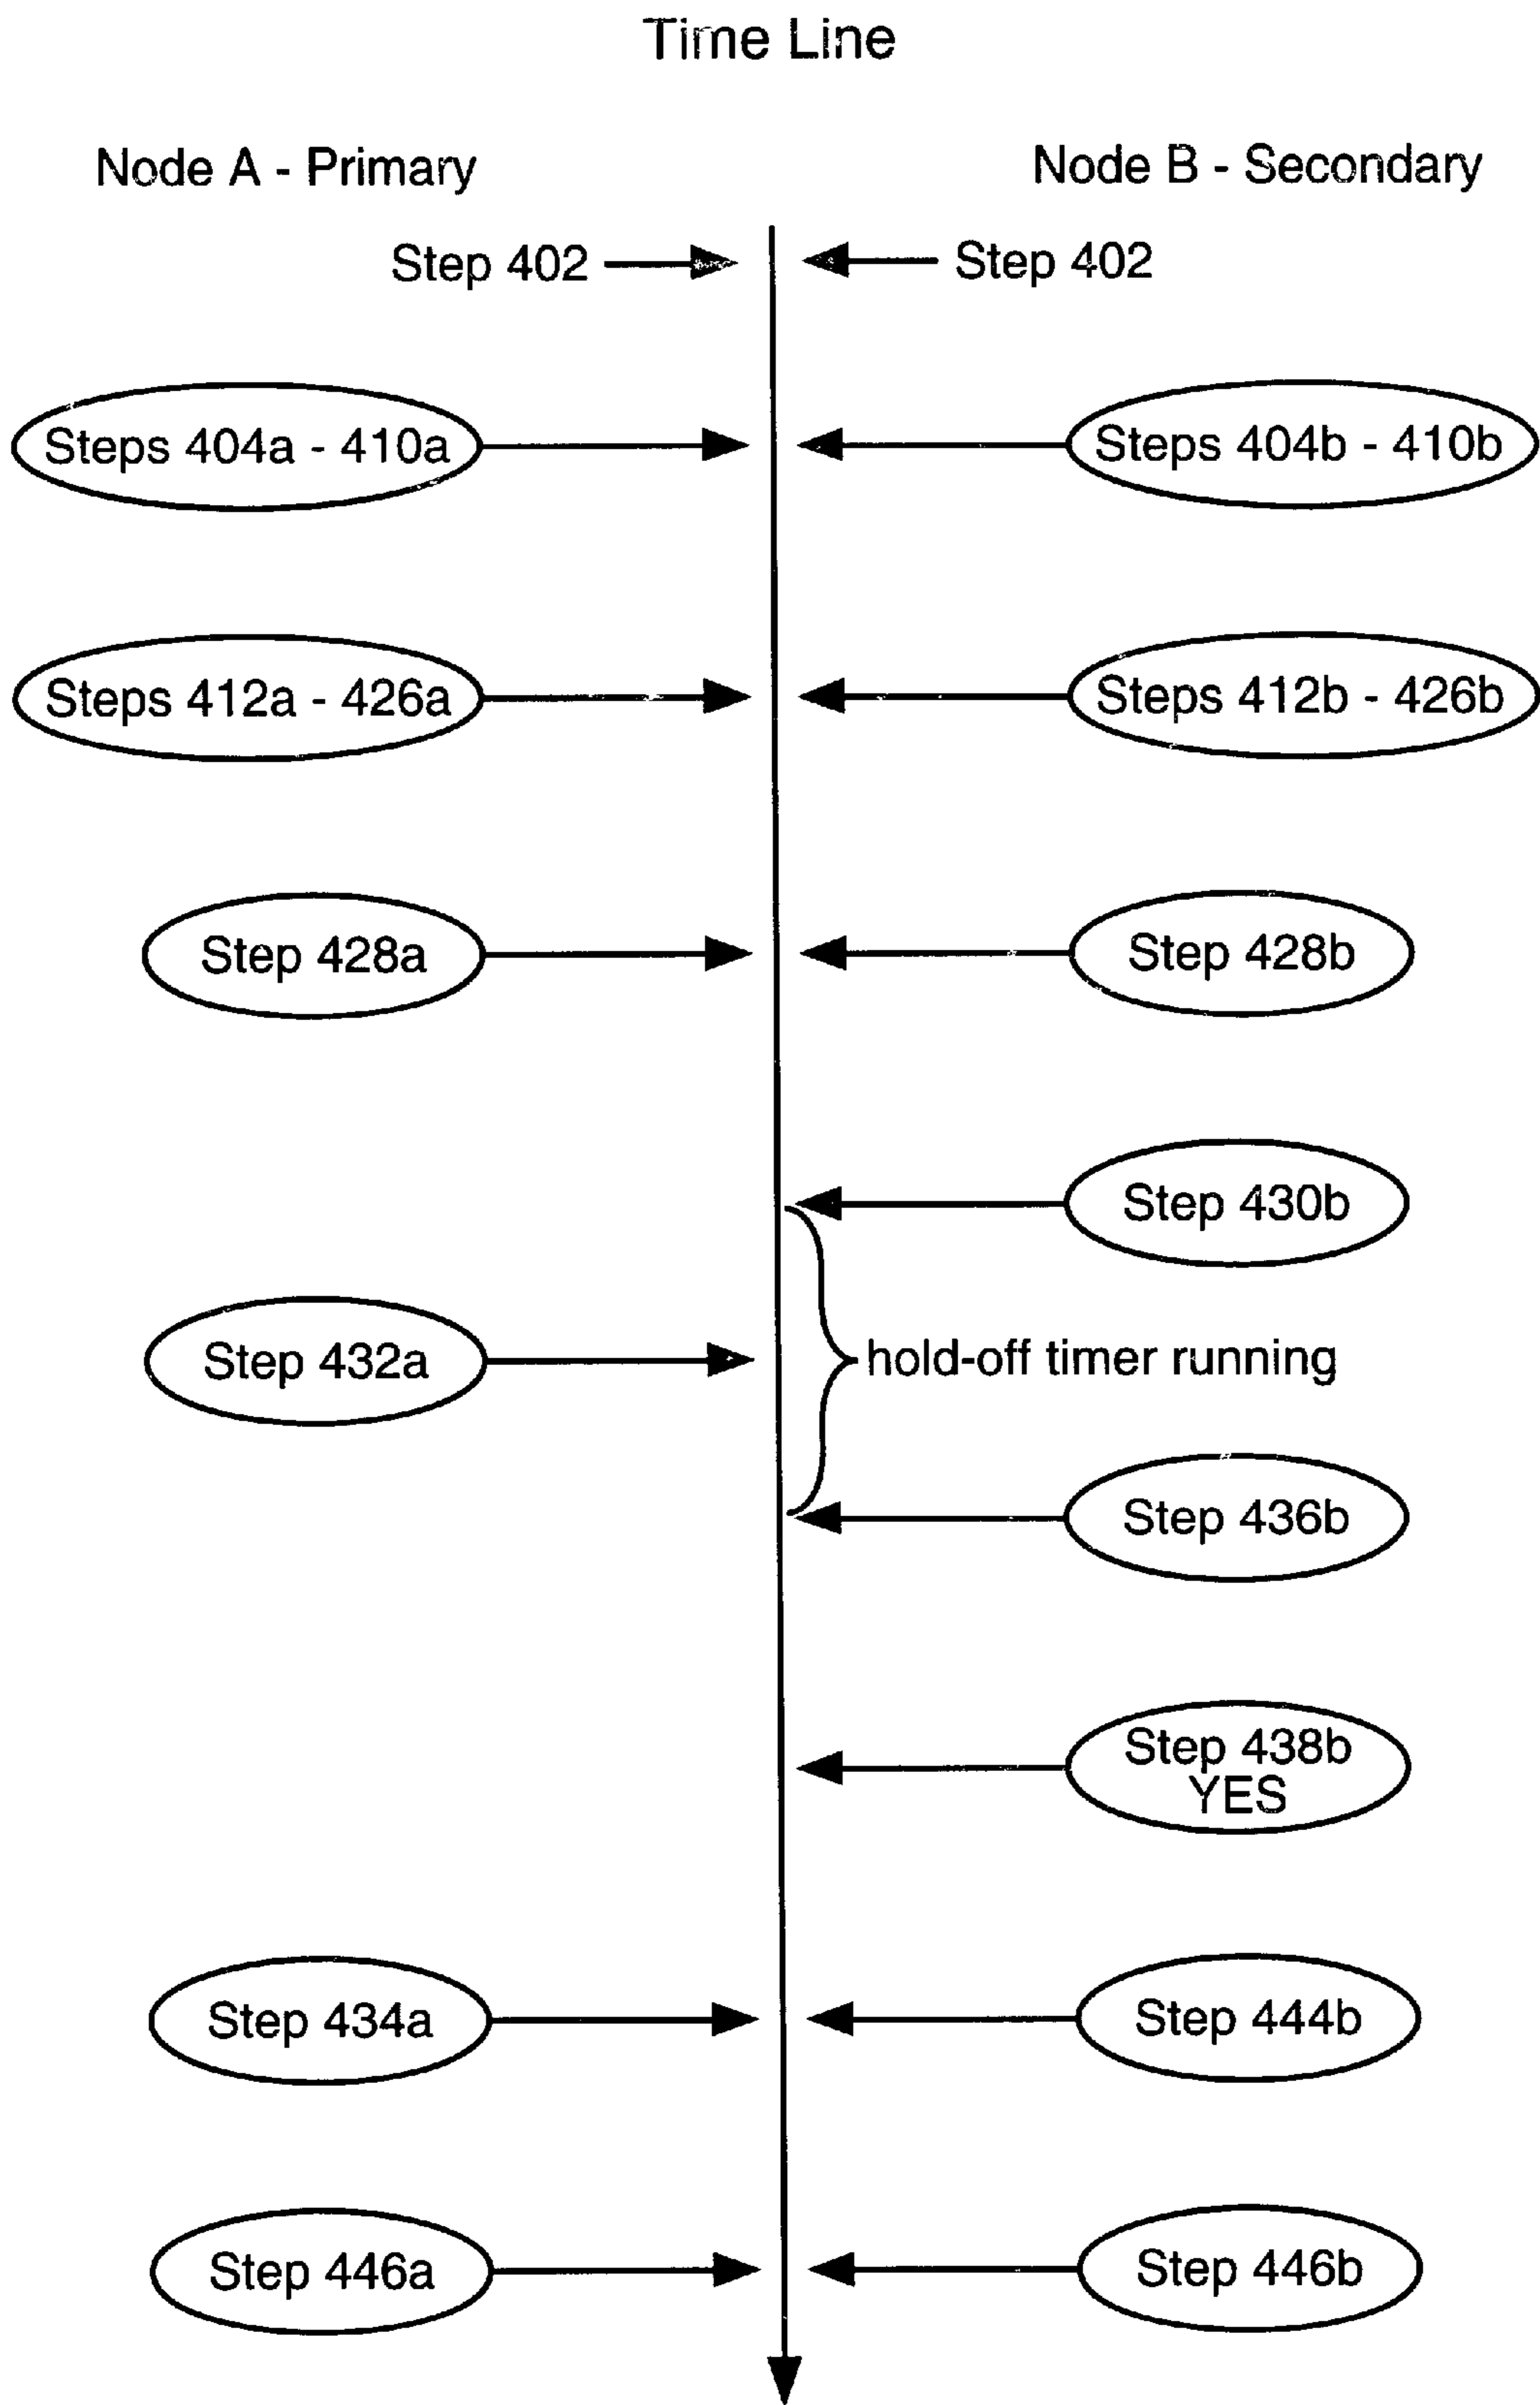 Time Line
Node A - Primary
Node B - Secondary
Step 402
Step 402
Steps 404a - 410a
Steps 404b - 410b
Steps 412a - 426a
Steps 412b - 426b
Step 428a
Step 428b
Step 430b
Step 432a
hold-off timer running
Step 436b
Step 438b
YES
Step 434a
Step 444b
Step 446a
Step 446b